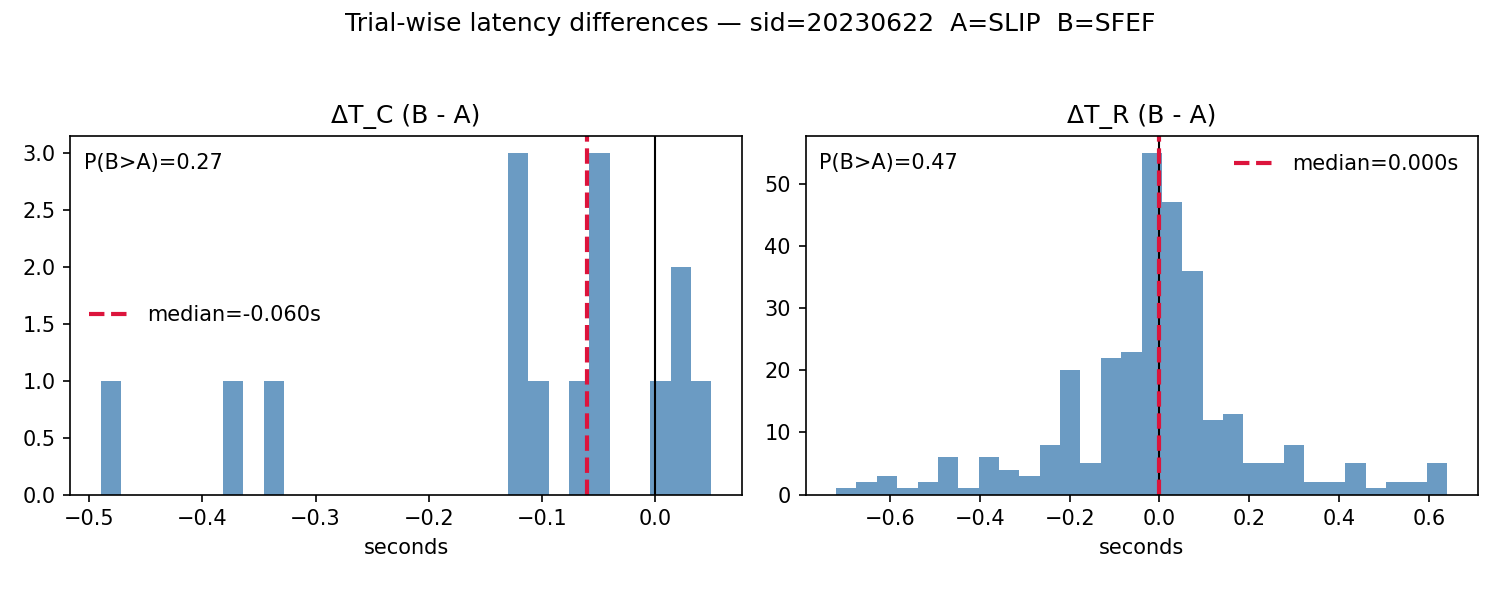 Trial-wise latency differences — sid=20230622  A=SLIP  B=SFEF
ΔT_C (B - A)
P(B>A)=0.27
median=-0.060s
3.0
2.5
2.0
1.5
1.0
0.5
0.0
−0.5 −0.4 −0.3 −0.2 −0.1 0.0
seconds
ΔT_R (B - A)
P(B>A)=0.47
median=0.000s
50
40
30
20
10
0
−0.6 −0.4 −0.2 0.0 0.2 0.4 0.6
seconds